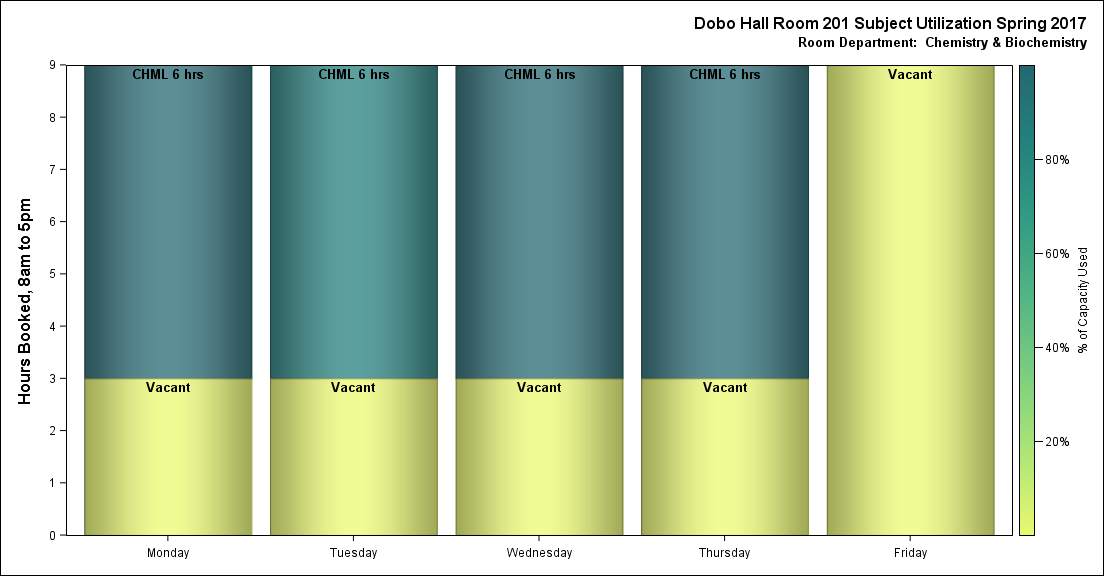 Dobo Hall Room 201 Subject Utilization Spring 2017
Room Department:  Chemistry & Biochemistry
Hours Booked, 8am to 5pm
9
8
7
6
5
4
3
2
1
0
CHML 6 hrs
CHML 6 hrs
CHML 6 hrs
CHML 6 hrs
Vacant
Vacant
Vacant
Vacant
Vacant
Monday
Tuesday
Wednesday
Thursday
Friday
80%
60%
40%
20%
% of Capacity Used